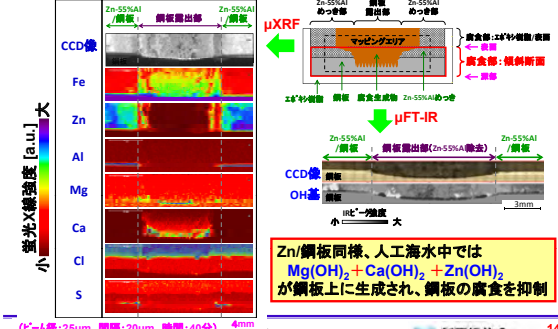 Zn-55%Al
/鋼板
鋼板露出部
Zn-55%Al
/鋼板
CCD像
Fe
Zn
Al
Mg
Ca
Cl
S
蛍光X線強度 [a.u.]
小
大
4mm
μXRF
Zn-55%Al
めっき部
鋼板
露出部
Zn-55%Al
めっき部
マッピングエリア
腐食部:エポキシ樹脂/表面
表面
腐食部:傾斜断面
深部
エポキシ樹脂
鋼板
腐食生成物
Zn-55%Alめっき
μFT-IR
Zn-55%Al
/鋼板
鋼板露出部(Zn-55%Al除去)
Zn-55%Al
/鋼板
CCD像
鋼板
OH基
鋼板
IRピーク強度
小
大
3mm
Zn/鋼板同様、人工海水中では
Mg(OH)2+Ca(OH)2+Zn(OH)2
が鋼板上に生成され、鋼板の腐食を抑制